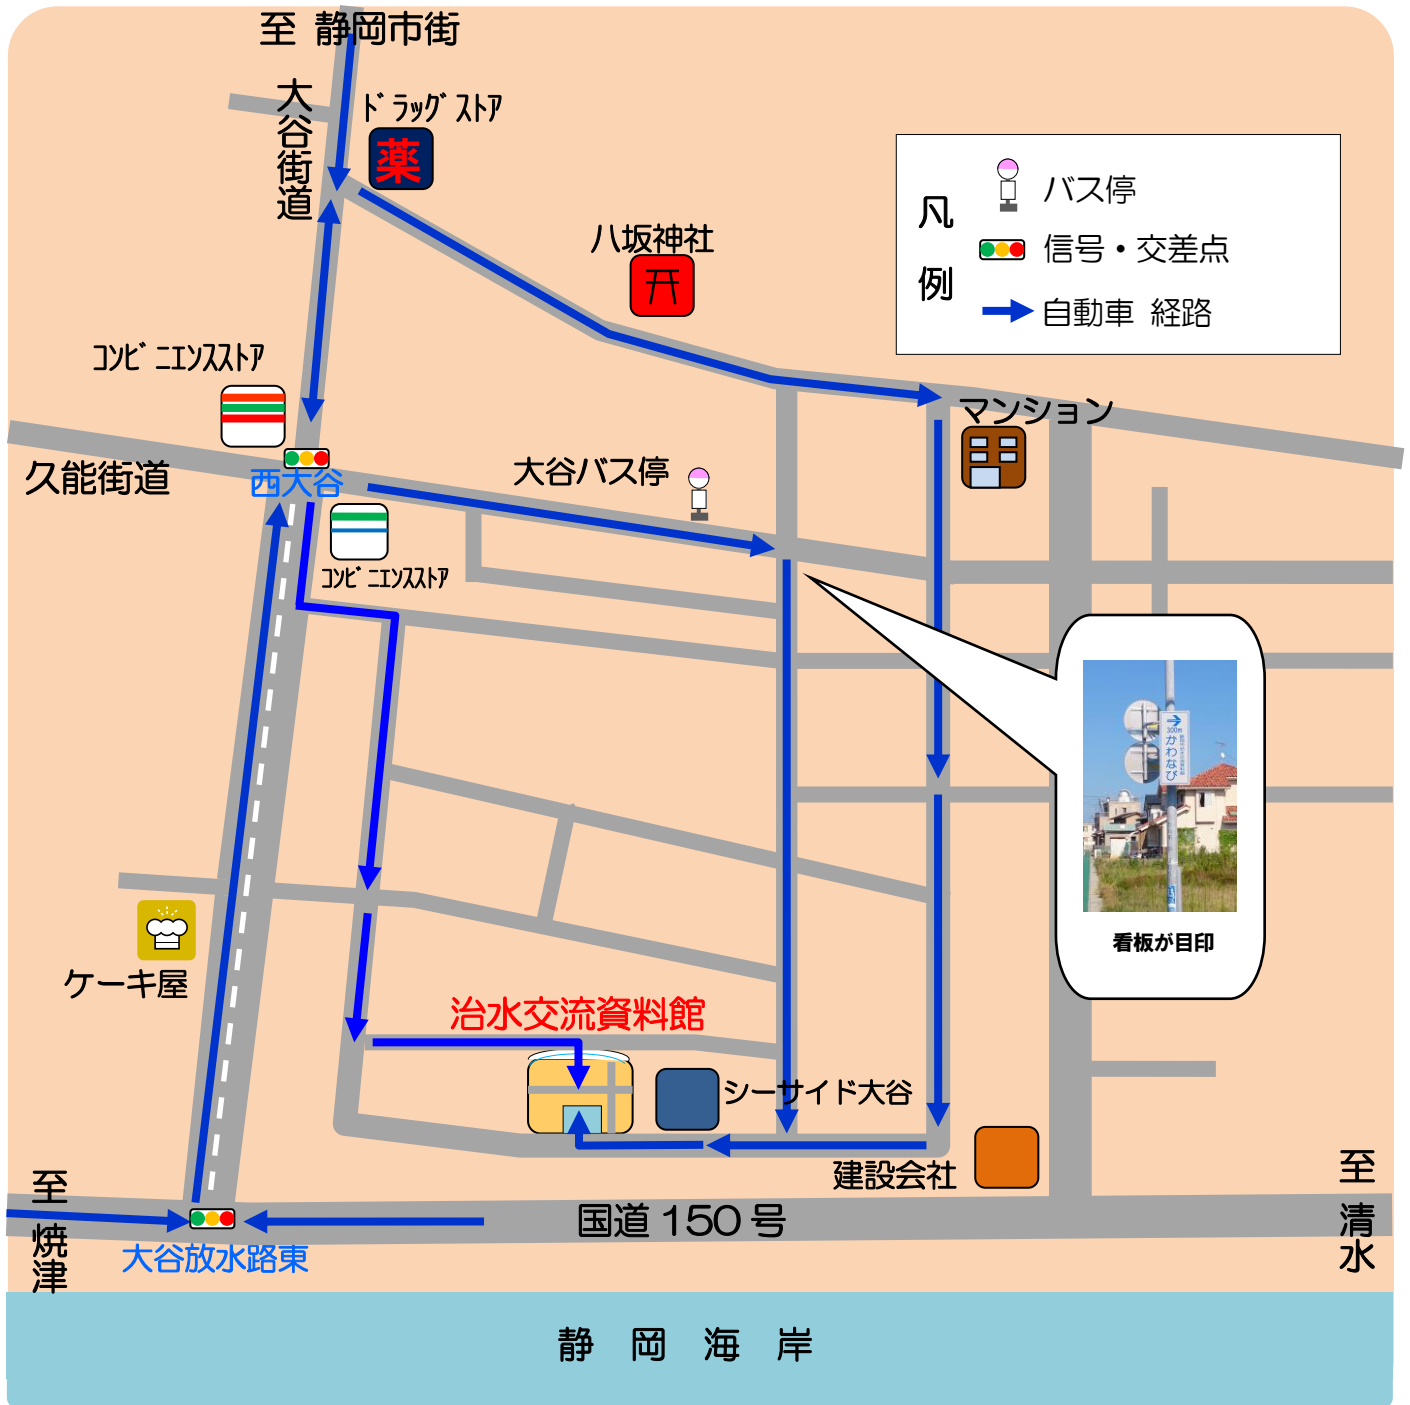 至 静岡市街
大谷街道
ﾄﾞﾗｯｸﾞｽﾄｱ
薬
八坂神社
凡例
バス停
信号・交差点
自動車 経路
ｺﾝﾋﾞﾆｴﾝｽｽﾄｱ
マンション
久能街道
西大谷
大谷バス停
ｺﾝﾋﾞﾆｴﾝｽｽﾄｱ
300m
かわなび
看板が目印
ケーキ屋
治水交流資料館
シーサイド大谷
建設会社
至 焼津
国道150号
至 清水
大谷放水路東
静岡海岸